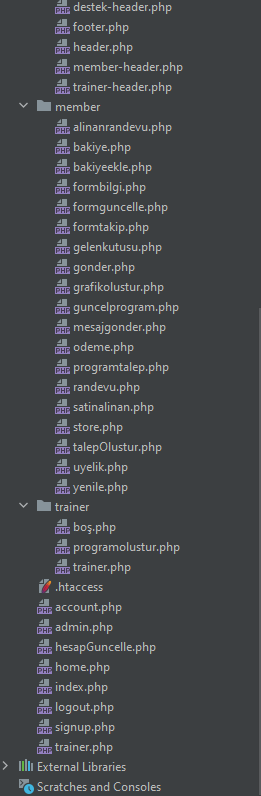 destek-header.php
footer.php
header.php
member-header.php
trainer-header.php
member
alinanrandevu.php
bakiye.php
bakiyeekle.php
formbilgi.php
formguncelle.php
formtakip.php
gelenkutusu.php
gonder.php
grafikolustur.php
guncelprogram.php
mesajgonder.php
odeme.php
programtalep.php
randevu.php
satinalinan.php
store.php
talepOlustur.php
uyelik.php
yenile.php
trainer
boş.php
programolustur.php
trainer.php
.htaccess
account.php
admin.php
hesapGuncelle.php
home.php
index.php
logout.php
signup.php
trainer.php
External Libraries
Scratches and Consoles